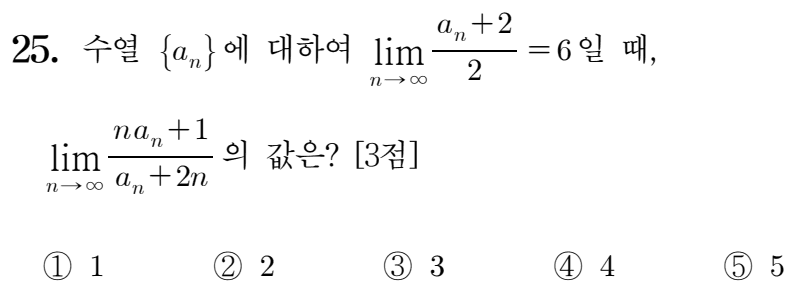 25. 수열 {aₙ}에 대하여 lim_{n→∞} (aₙ+2)/2 = 6일 때,
lim_{n→∞} (naₙ+1)/(aₙ+2n) 의 값은? [3점]
① 1 ② 2 ③ 3 ④ 4 ⑤ 5